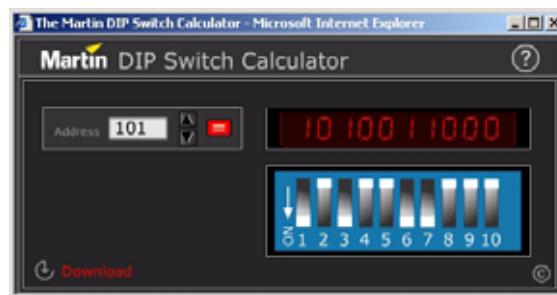 The Martin DIP Switch Calculator - Microsoft Internet Explorer
Martin DIP Switch Calculator
?
Address 101
1010011000
ON 1 2 3 4 5 6 7 8 9 10
Download
©